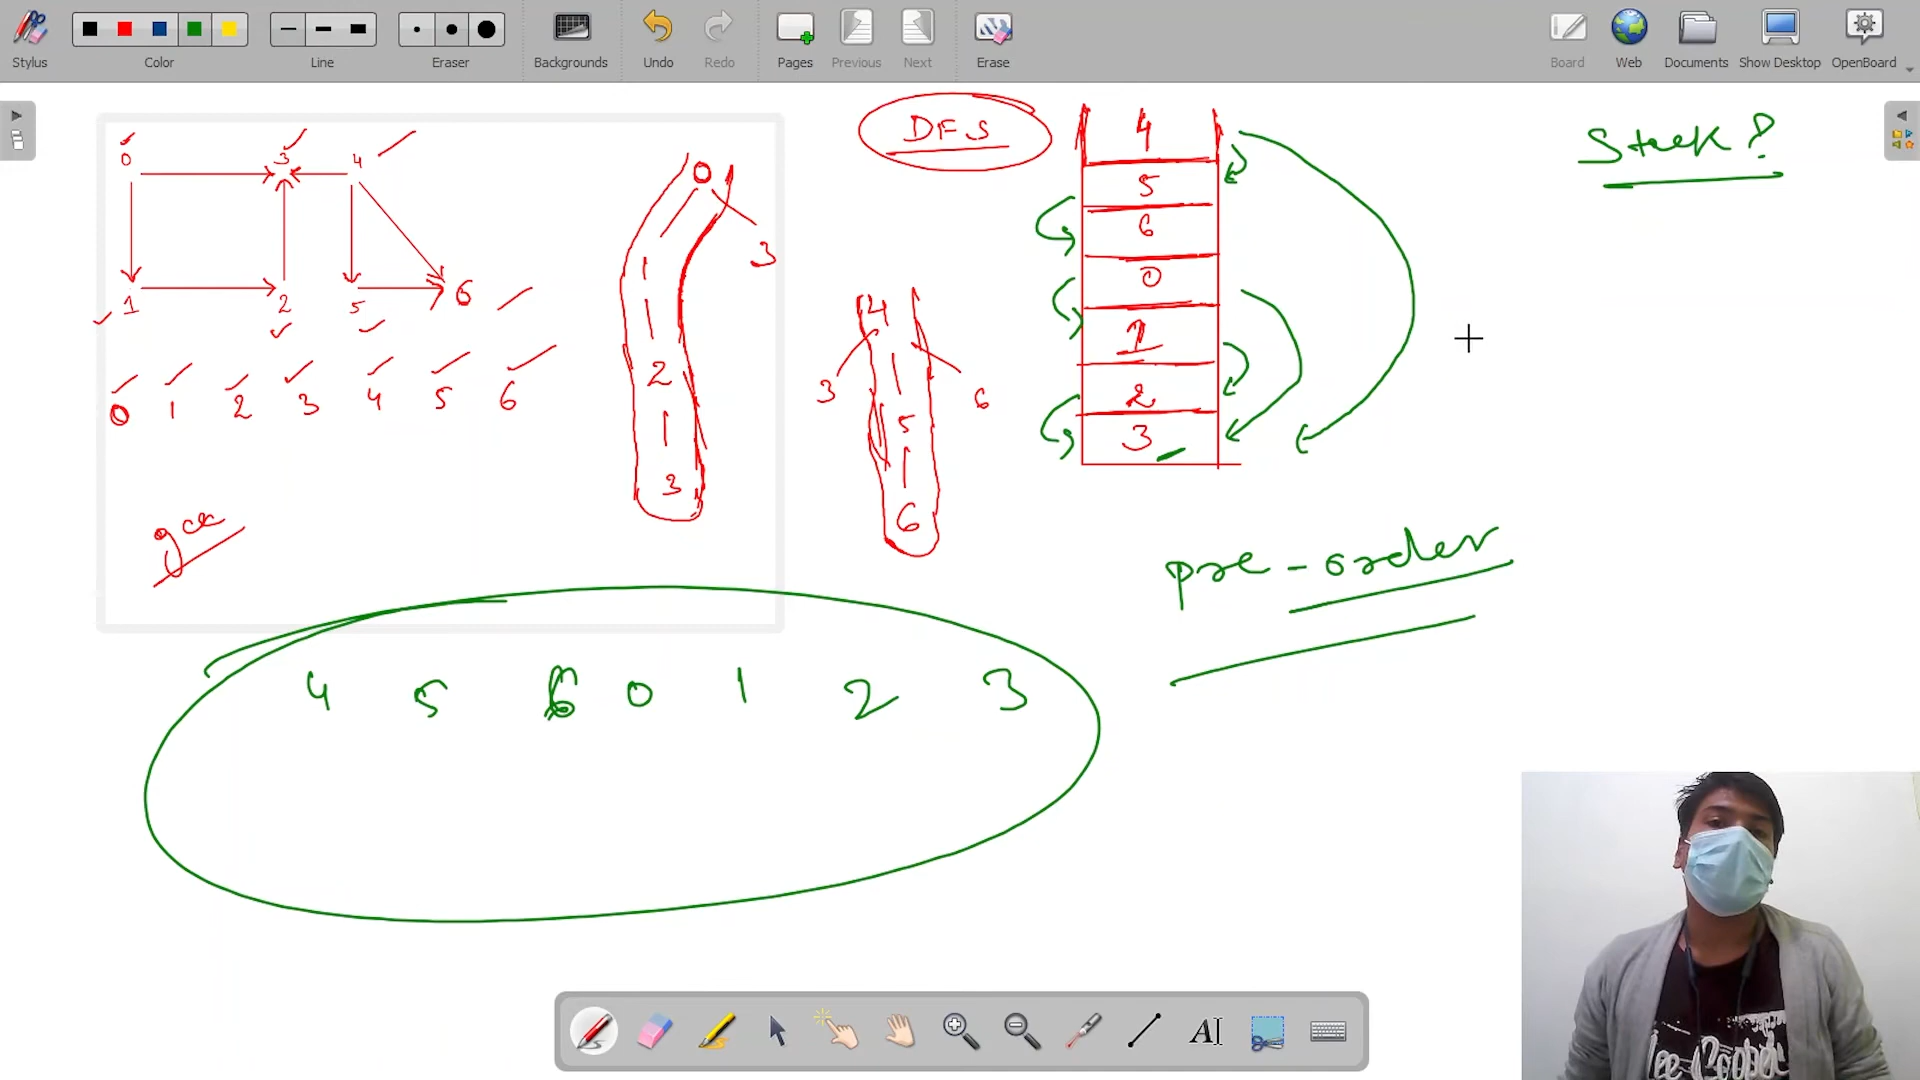 Stylus
Color
Line
Eraser
Backgrounds
Undo
Redo
Pages
Previous
Next
Erase
Board
Web
Documents
Show Desktop
OpenBoard
0 3 4
1 2 5 6
0 1 2 3 4 5 6
0
3
1
2
3
4
3 6
5
6
DFS
4
5
6
0
1
2
3
Stack?
pre-order
4 5 6 0 1 2 3